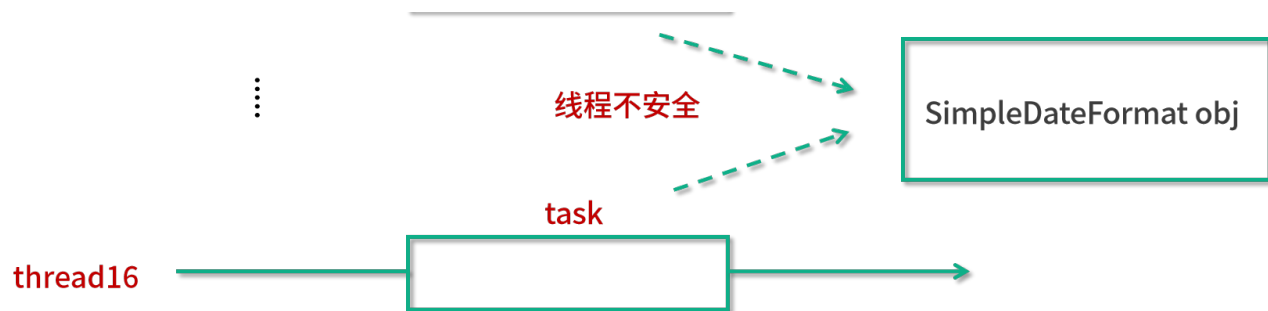 线程不安全
SimpleDateFormat obj
task
thread16